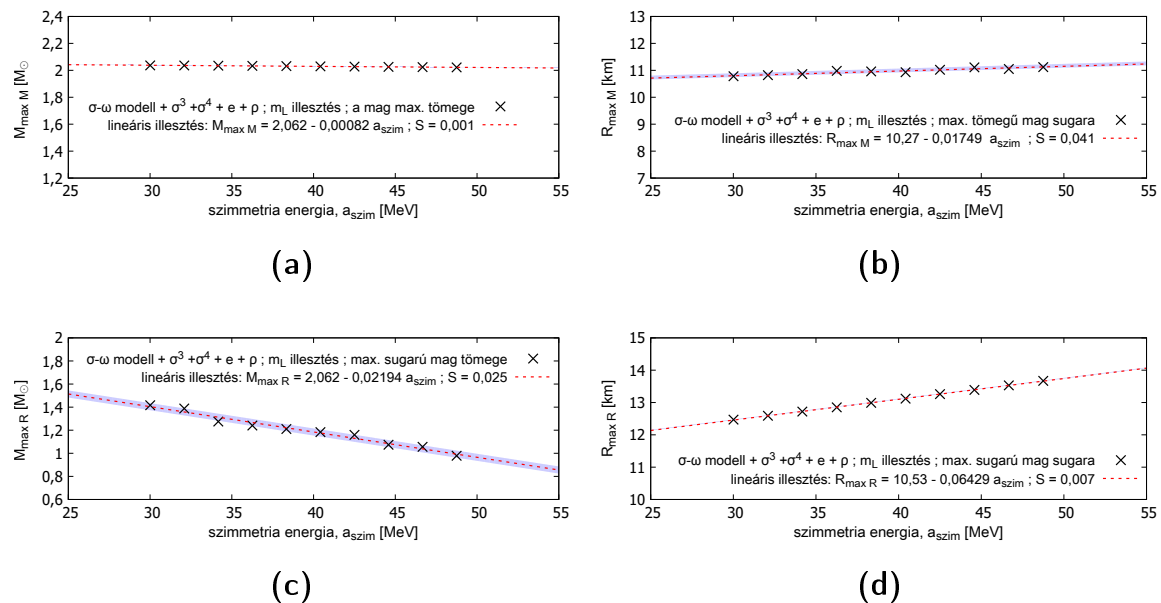 2,4
2,2
2
1,8
1,6
1,4
1,2
M_max M [M_⊙]
σ-ω modell + σ³ +σ⁴ + e + ρ ; m_L illesztés ; a mag max. tömege
lineáris illesztés: M_max M = 2,062 - 0,00082 a_szim ; S = 0,001
25 30 35 40 45 50 55
szimmetria energia, a_szim [MeV]
(a)
13
12
11
10
9
8
7
R_max M [km]
σ-ω modell + σ³ +σ⁴ + e + ρ ; m_L illesztés ; max. tömegű mag sugara
lineáris illesztés: R_max M = 10,27 - 0,01749 a_szim ; S = 0,041
25 30 35 40 45 50 55
szimmetria energia, a_szim [MeV]
(b)
2
1,8
1,6
1,4
1,2
1
0,8
0,6
M_max R [M_⊙]
σ-ω modell + σ³ +σ⁴ + e + ρ ; m_L illesztés ; max. sugarú mag tömege
lineáris illesztés: M_max R = 2,062 - 0,02194 a_szim ; S = 0,025
25 30 35 40 45 50 55
szimmetria energia, a_szim [MeV]
(c)
15
14
13
12
11
10
R_max R [km]
σ-ω modell + σ³ +σ⁴ + e + ρ ; m_L illesztés ; max. sugarú mag sugara
lineáris illesztés: R_max R = 10,53 - 0,06429 a_szim ; S = 0,007
25 30 35 40 45 50 55
szimmetria energia, a_szim [MeV]
(d)